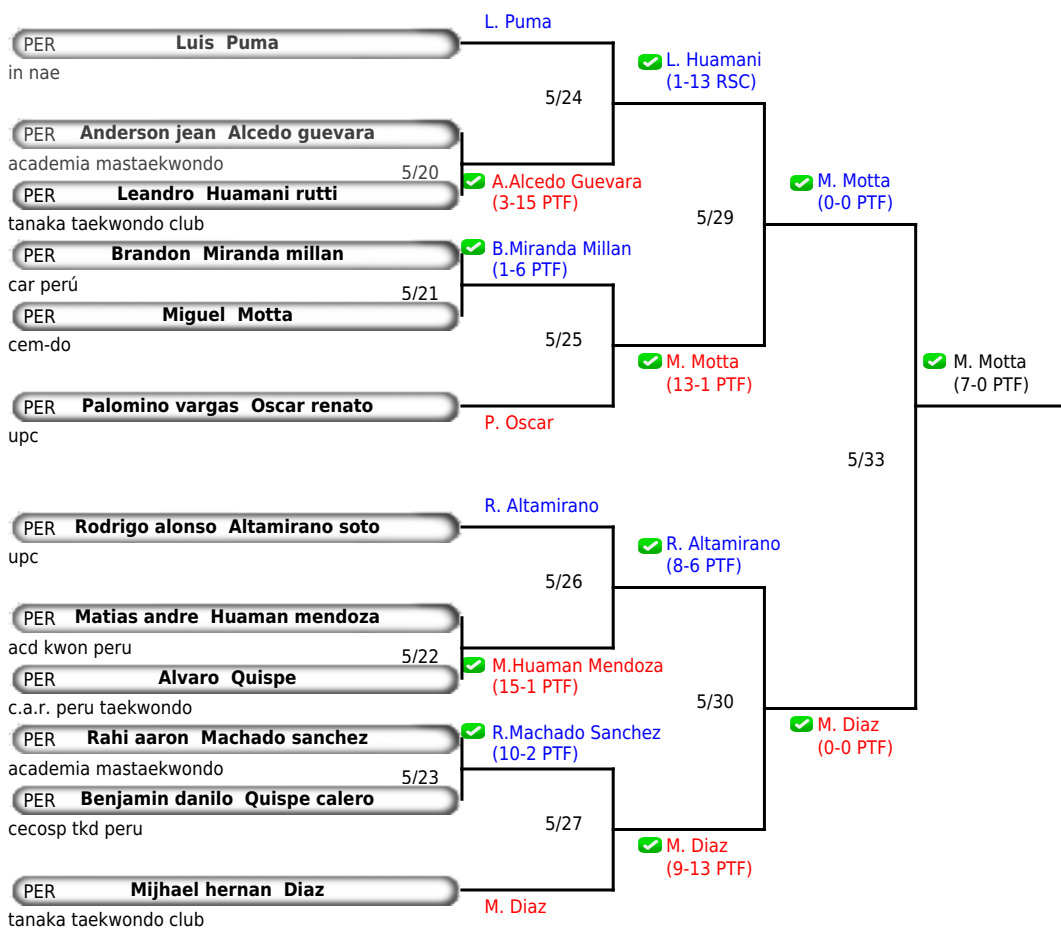 L. Puma
PER Luis Puma
in nae
L. Huamani
(1-13 RSC)
5/24
PER Anderson jean Alcedo guevara
academia mastaekwondo
5/20
A.Alcedo Guevara
(3-15 PTF)
PER Leandro Huamani rutti
tanaka taekwondo club
M. Motta
(0-0 PTF)
5/29
PER Brandon Miranda millan
B.Miranda Millan
(1-6 PTF)
car perú
5/21
PER Miguel Motta
cem-do
5/25
M. Motta
(13-1 PTF)
M. Motta
(7-0 PTF)
PER Palomino vargas Oscar renato
P. Oscar
upc
5/33
R. Altamirano
PER Rodrigo alonso Altamirano soto
upc
R. Altamirano
(8-6 PTF)
5/26
PER Matias andre Huaman mendoza
acd kwon peru
5/22
M.Huaman Mendoza
(15-1 PTF)
PER Alvaro Quispe
c.a.r. peru taekwondo
5/30
M. Diaz
(0-0 PTF)
PER Rahi aaron Machado sanchez
R.Machado Sanchez
(10-2 PTF)
academia mastaekwondo
5/23
PER Benjamin danilo Quispe calero
cecosp tkd peru
5/27
M. Diaz
(9-13 PTF)
PER Mijhael hernan Diaz
M. Diaz
tanaka taekwondo club